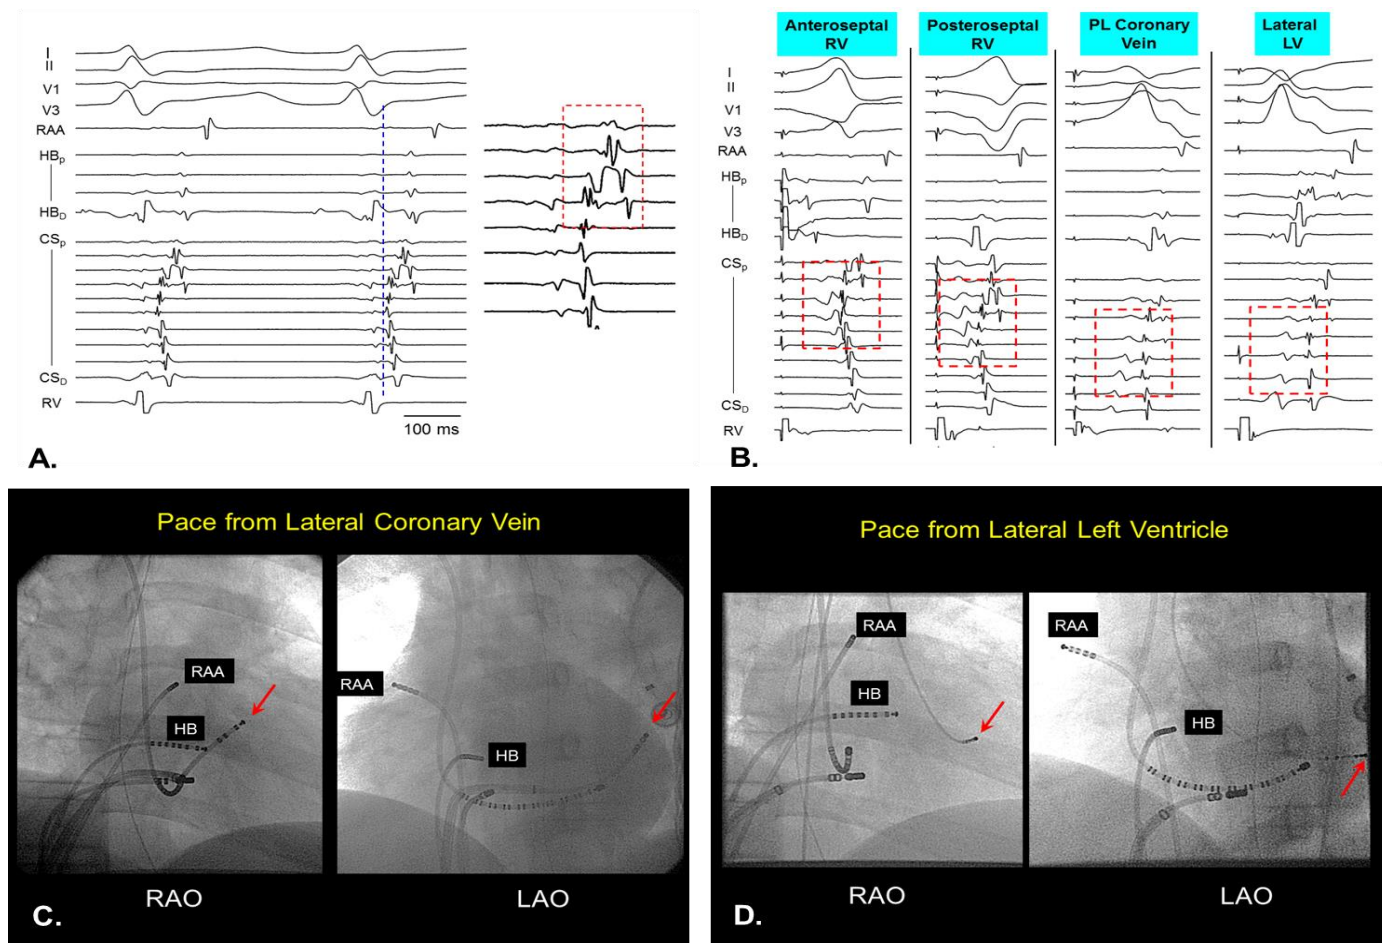 I
II
V1
V3
RAA
HBp
HBD
CSp
CSD
RV
100 ms
A.
Anteroseptal
RV
Posteroseptal
RV
PL Coronary
Vein
Lateral
LV
I
II
V1
V3
RAA
HBp
HBD
CSp
CSD
RV
B.
Pace from Lateral Coronary Vein
RAA
HB
RAA
HB
RAO
LAO
C.
Pace from Lateral Left Ventricle
RAA
HB
RAA
HB
RAO
LAO
D.